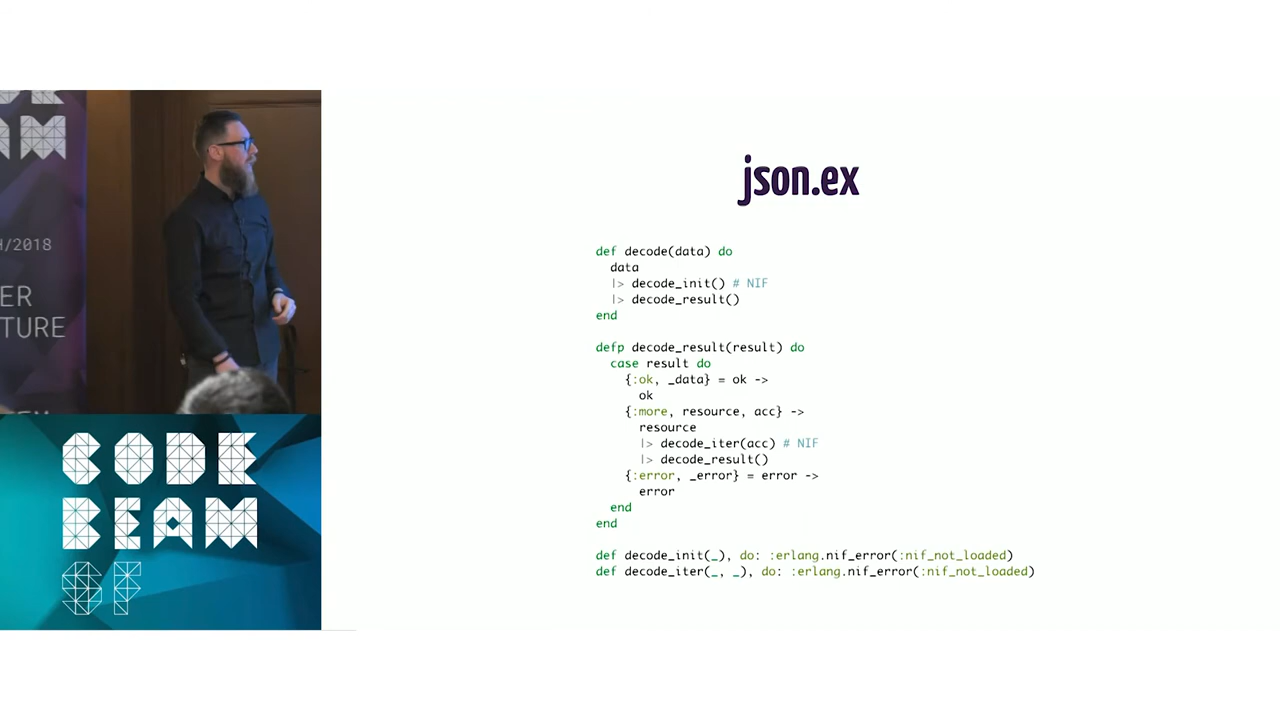 H/2018
ER
TURE
CODE
BEAM
SF
json.ex
def decode(data) do
  data
  |> decode_init() # NIF
  |> decode_result()
end
defp decode_result(result) do
  case result do
    {:ok, _data} = ok ->
      ok
    {:more, resource, acc} ->
      resource
      |> decode_iter(acc) # NIF
      |> decode_result()
    {:error, _error} = error ->
      error
  end
end
def decode_init(_), do: :erlang.nif_error(:nif_not_loaded)
def decode_iter(_, _), do: :erlang.nif_error(:nif_not_loaded)